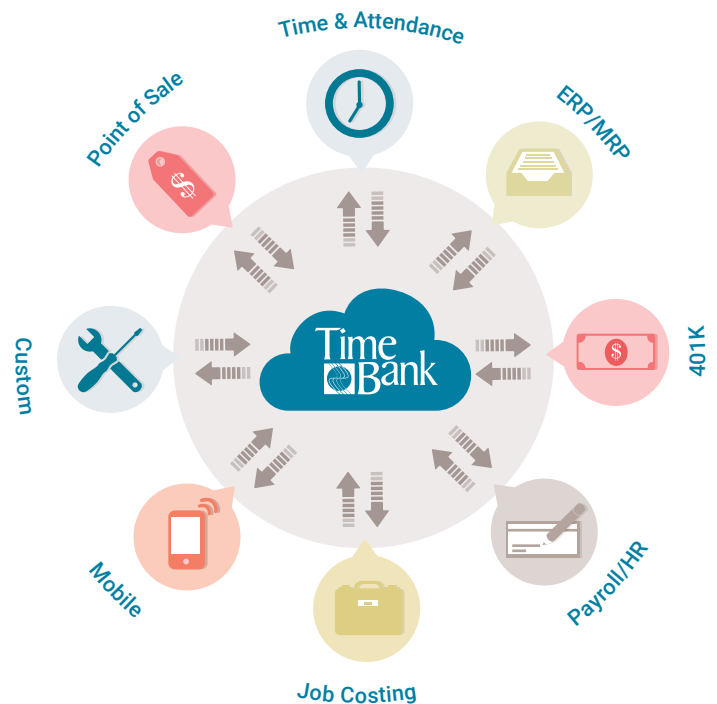 Time & Attendance
ERP/MRP
401K
Payroll/HR
Job Costing
Mobile
Custom
Point of Sale
$
$
Time
Bank